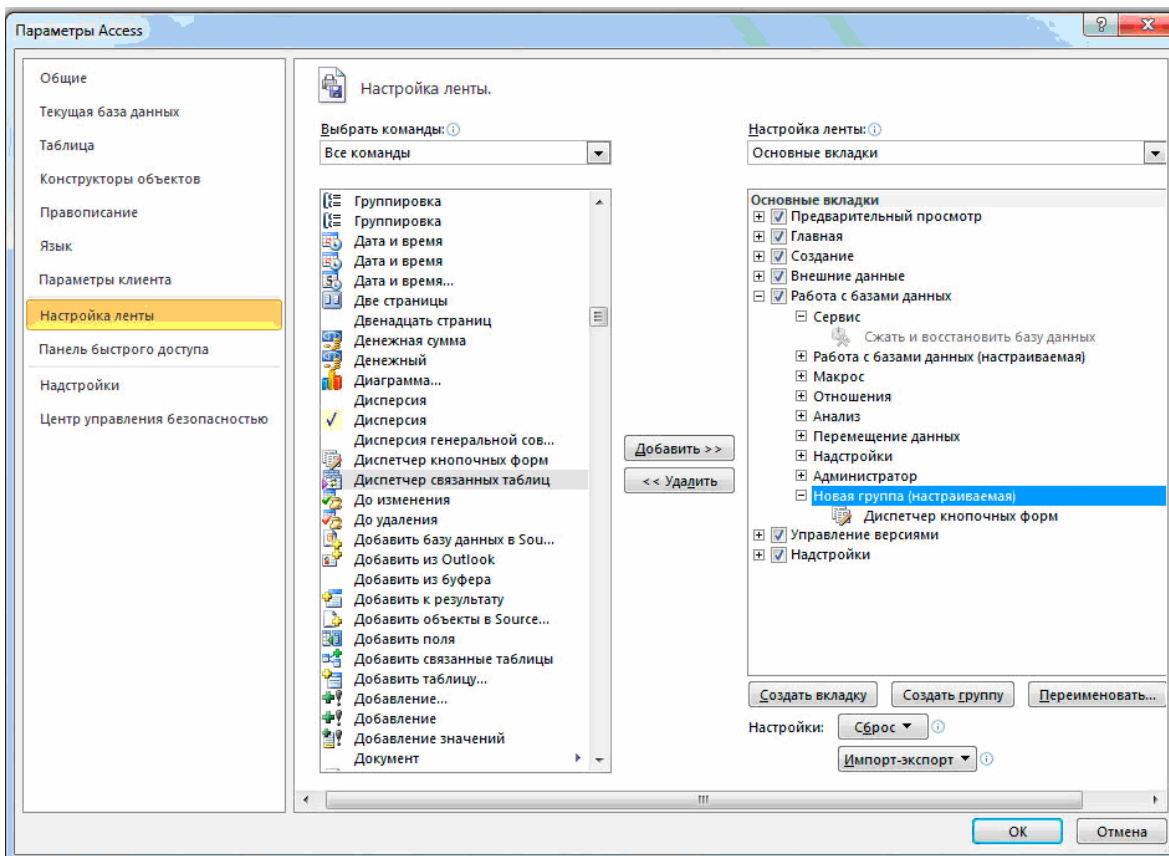 Параметры Access
Общие
Текущая база данных
Таблица
Конструкторы объектов
Правописание
Язык
Параметры клиента
Настройка ленты
Панель быстрого доступа
Надстройки
Центр управления безопасностью
Настройка ленты.
Выбрать команды:
Все команды
Группировка
Группировка
Дата и время
Дата и время
Дата и время...
Две страницы
Двенадцать страниц
Денежная сумма
Денежный
Диаграмма...
Дисперсия
Дисперсия
Дисперсия генеральной сов...
Диспетчер кнопочных форм
Диспетчер связанных таблиц
До изменения
До удаления
Добавить базу данных в Sou...
Добавить из Outlook
Добавить из буфера
Добавить к результату
Добавить объекты в Source...
Добавить поля
Добавить связанные таблицы
Добавить таблицу...
Добавление...
Добавление
Добавление значений
Документ
Добавить >>
<< Удалить
Настройка ленты:
Основные вкладки
Основные вкладки
Предварительный просмотр
Главная
Создание
Внешние данные
Работа с базами данных
Сервис
Сжать и восстановить базу данных
Работа с базами данных (настраиваемая)
Макрос
Отношения
Анализ
Перемещение данных
Надстройки
Администратор
Новая группа (настраиваемая)
Диспетчер кнопочных форм
Управление версиями
Надстройки
Создать вкладку
Создать группу
Переименовать...
Настройки:
Сброс
Импорт-экспорт
ОК
Отмена